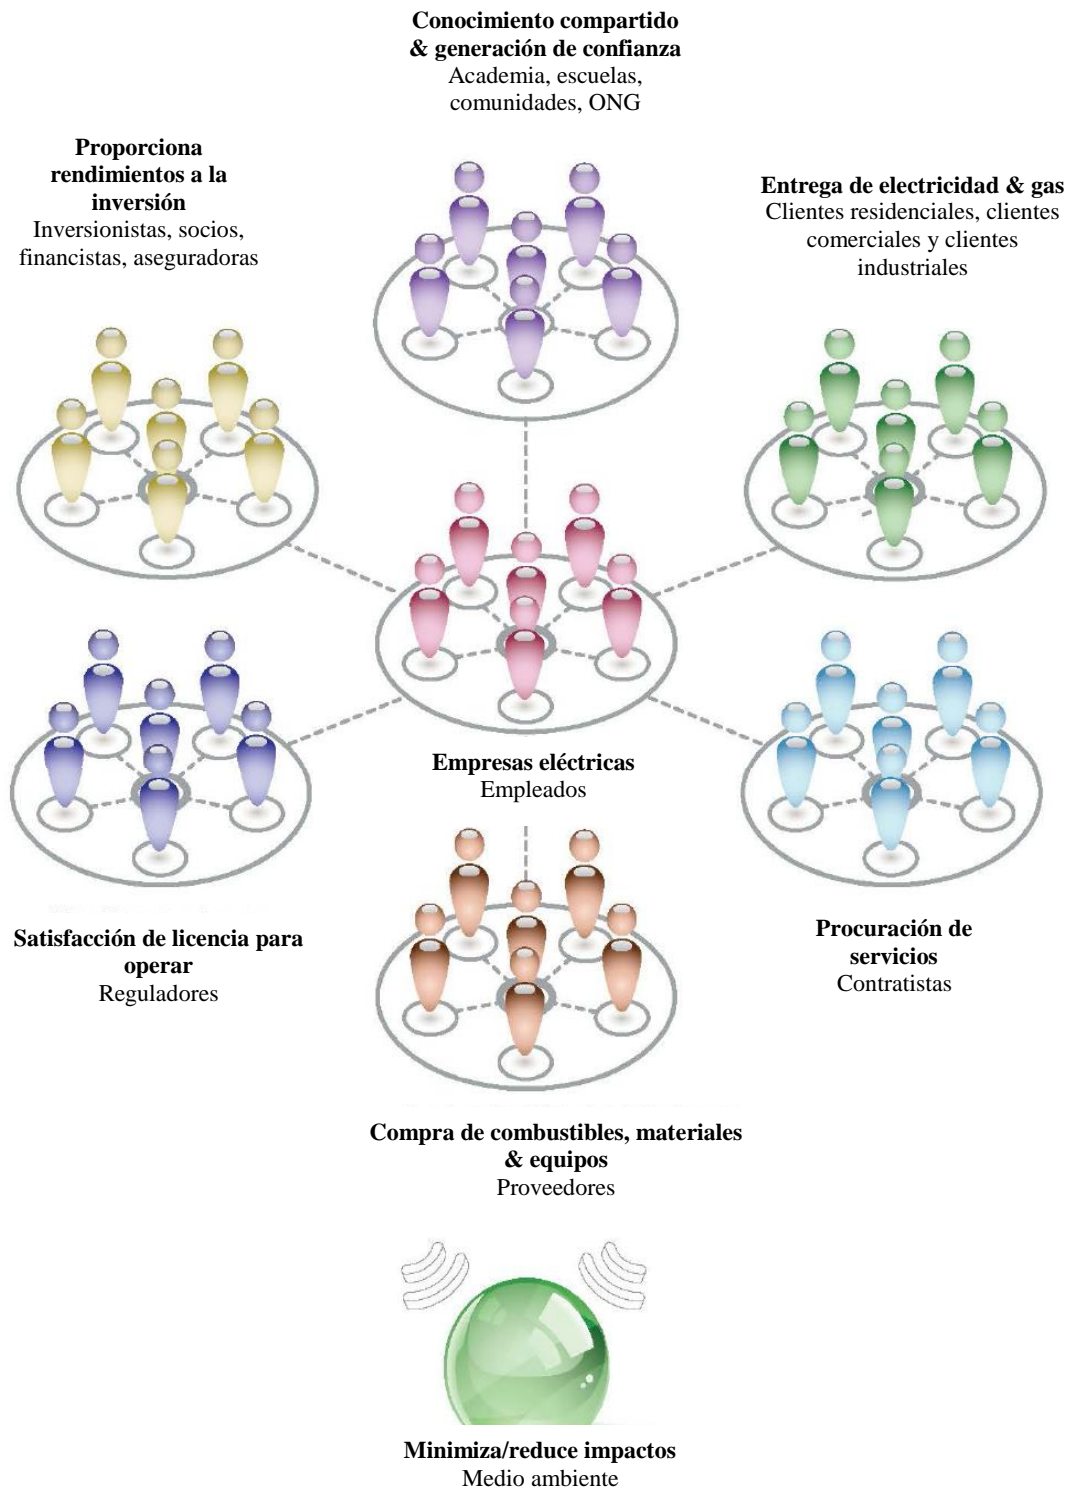 Conocimiento compartido
& generación de confianza
Academia, escuelas,
comunidades, ONG
Proporciona
rendimientos a la
inversión
Inversionistas, socios,
financistas, aseguradoras
Entrega de electricidad & gas
Clientes residenciales, clientes
comerciales y clientes
industriales
Empresas eléctricas
Empleados
Satisfacción de licencia para
operar
Reguladores
Procuración de
servicios
Contratistas
Compra de combustibles, materiales
& equipos
Proveedores
Minimiza/reduce impactos
Medio ambiente